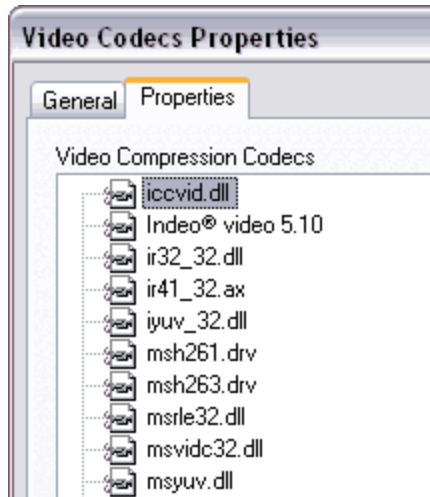 Video Codecs Properties
General Properties
Video Compression Codecs
iccvid.dll
Indeo® video 5.10
ir32_32.dll
ir41_32.ax
iyuv_32.dll
msh261.drv
msh263.drv
msrle32.dll
msvidc32.dll
msyuv.dll